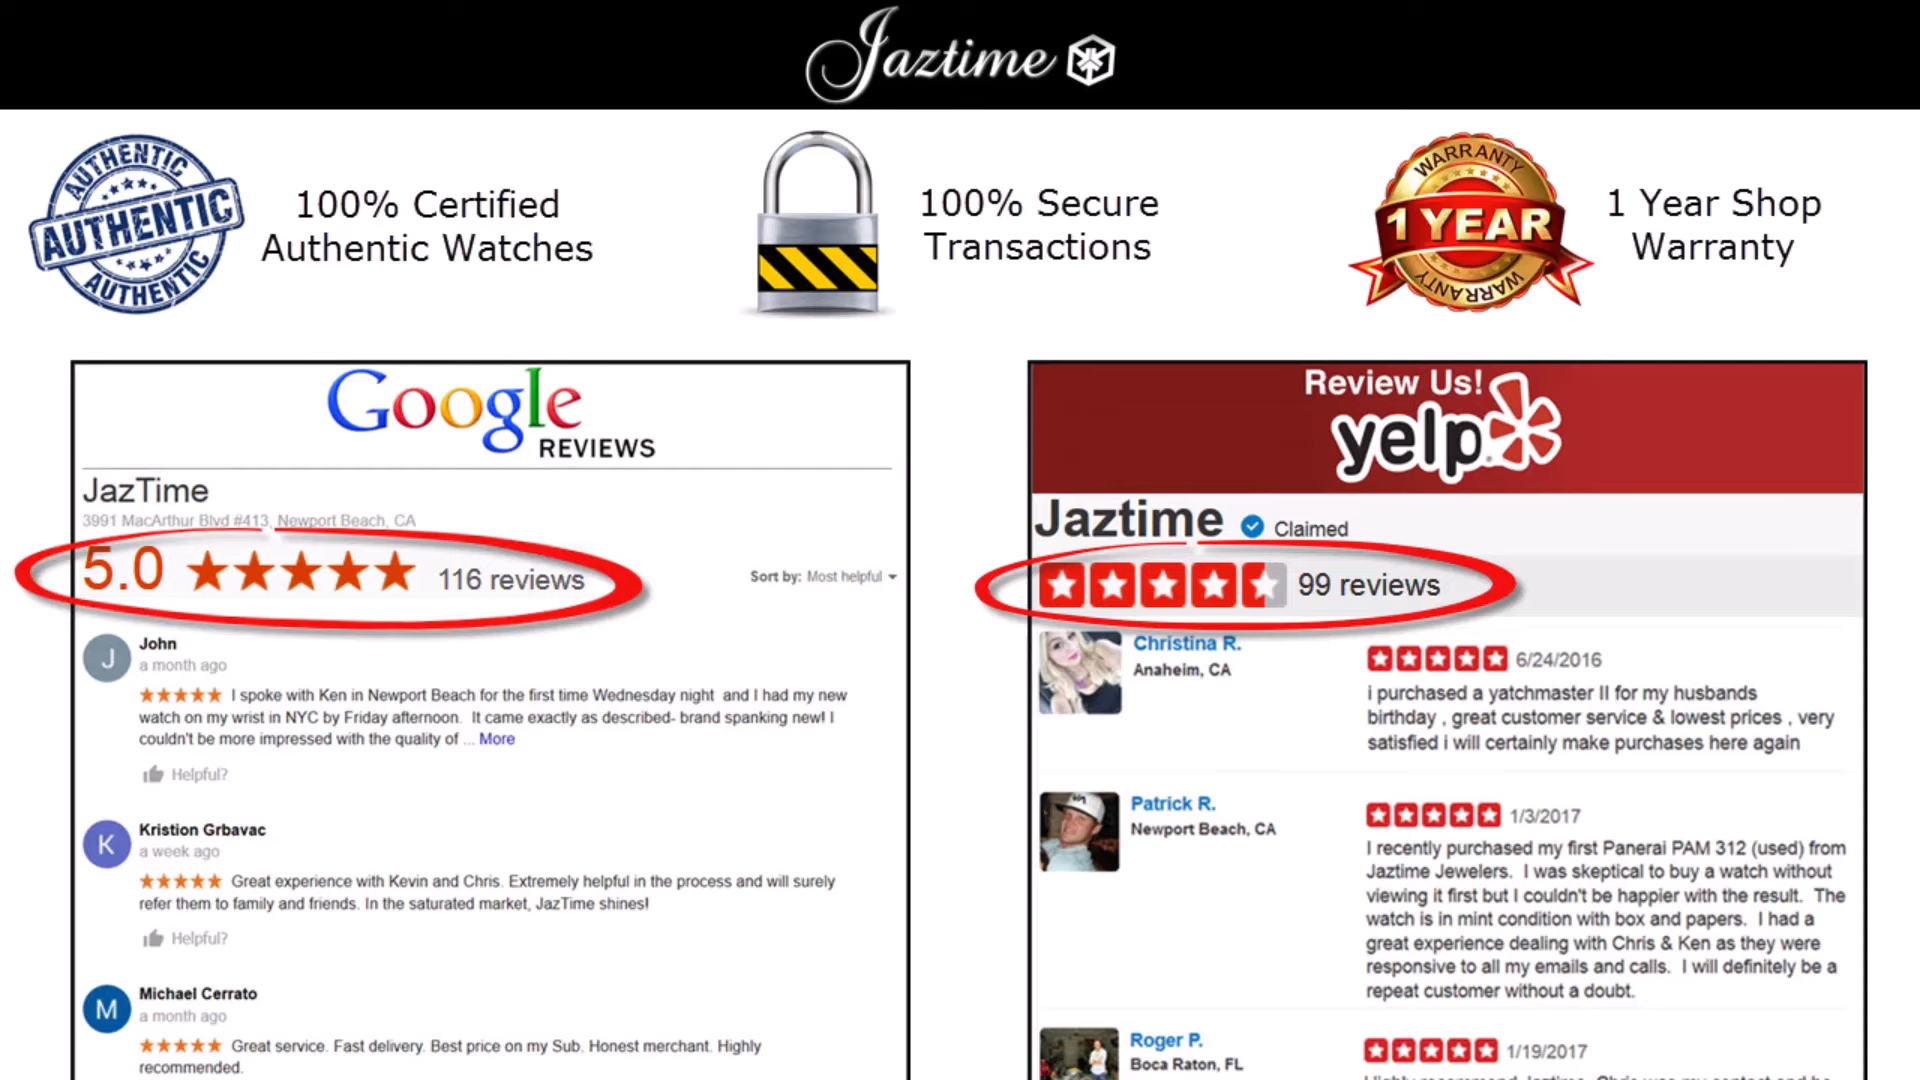 Jaztime
AUTHENTIC
AUTHENTIC
AUTHENTIC
100% Certified
Authentic Watches
100% Secure
Transactions
WARRANTY
1 YEAR
WARRANTY
1 Year Shop
Warranty
Google
REVIEWS
JazTime
3991 MacArthur Blvd #413, Newport Beach, CA
5.0 116 reviews
Sort by: Most helpful
J
John
a month ago
I spoke with Ken in Newport Beach for the first time Wednesday night and I had my new
watch on my wrist in NYC by Friday afternoon. It came exactly as described- brand spanking new! I
couldn't be more impressed with the quality of ... More
Helpful?
K
Kristion Grbavac
a week ago
Great experience with Kevin and Chris. Extremely helpful in the process and will surely
refer them to family and friends. In the saturated market, JazTime shines!
Helpful?
M
Michael Cerrato
a month ago
Great service. Fast delivery. Best price on my Sub. Honest merchant. Highly
recommended.
Review Us!
yelp
Jaztime Claimed
99 reviews
Christina R.
Anaheim, CA
6/24/2016
i purchased a yatchmaster II for my husbands
birthday , great customer service & lowest prices , very
satisfied i will certainly make purchases here again
Patrick R.
Newport Beach, CA
1/3/2017
I recently purchased my first Panerai PAM 312 (used) from
Jaztime Jewelers. I was skeptical to buy a watch without
viewing it first but I couldn't be happier with the result. The
watch is in mint condition with box and papers. I had a
great experience dealing with Chris & Ken as they were
responsive to all my emails and calls. I will definitely be a
repeat customer without a doubt.
Roger P.
Boca Raton, FL
1/19/2017